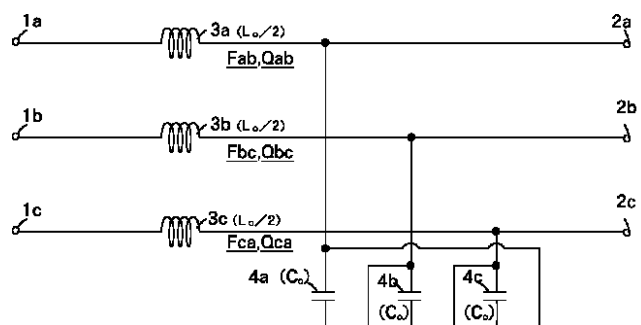 1a
3a (L₀/2)
2a
Fab,Qab
1b
3b (L₀/2)
2b
Fbc,Qbc
1c
3c (L₀/2)
2c
Fca,Qca
4a (C₀)
4b
(C₀)
4c
(C₀)